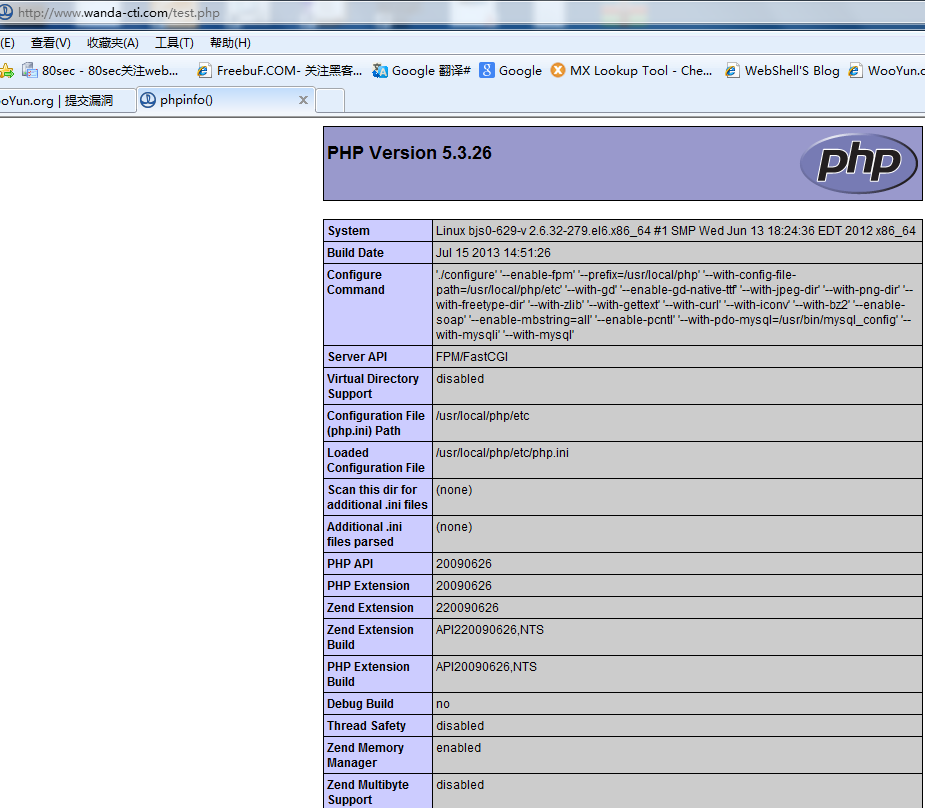 http://www.wanda-cti.com/test.php
(E) 查看(V) 收藏夹(A) 工具(T) 帮助(H)
80sec - 80sec关注web... FreebuF.COM- 关注黑客... Google 翻译# Google MX Lookup Tool - Che... WebShell'S Blog WooYun.o
ooYun.org | 提交漏洞 phpinfo() x
PHP Version 5.3.26
php
System Linux bjs0-629-v 2.6.32-279.el6.x86_64 #1 SMP Wed Jun 13 18:24:36 EDT 2012 x86_64
Build Date Jul 15 2013 14:51:26
Configure
Command
'./configure' '--enable-fpm' '--prefix=/usr/local/php' '--with-config-file-
path=/usr/local/php/etc' '--with-gd' '--enable-gd-native-ttf' '--with-jpeg-dir' '--with-png-dir' '--
with-freetype-dir' '--with-zlib' '--with-gettext' '--with-curl' '--with-iconv' '--with-bz2' '--enable-
soap' '--enable-mbstring=all' '--enable-pcntl' '--with-pdo-mysql=/usr/bin/mysql_config' '--
with-mysqli' '--with-mysql'
Server API FPM/FastCGI
Virtual Directory
Support
disabled
Configuration File
(php.ini) Path
/usr/local/php/etc
Loaded
Configuration File
/usr/local/php/etc/php.ini
Scan this dir for
additional .ini files
(none)
Additional .ini
files parsed
(none)
PHP API 20090626
PHP Extension 20090626
Zend Extension 220090626
Zend Extension
Build
API220090626,NTS
PHP Extension
Build
API20090626,NTS
Debug Build no
Thread Safety disabled
Zend Memory
Manager
enabled
Zend Multibyte
Support
disabled